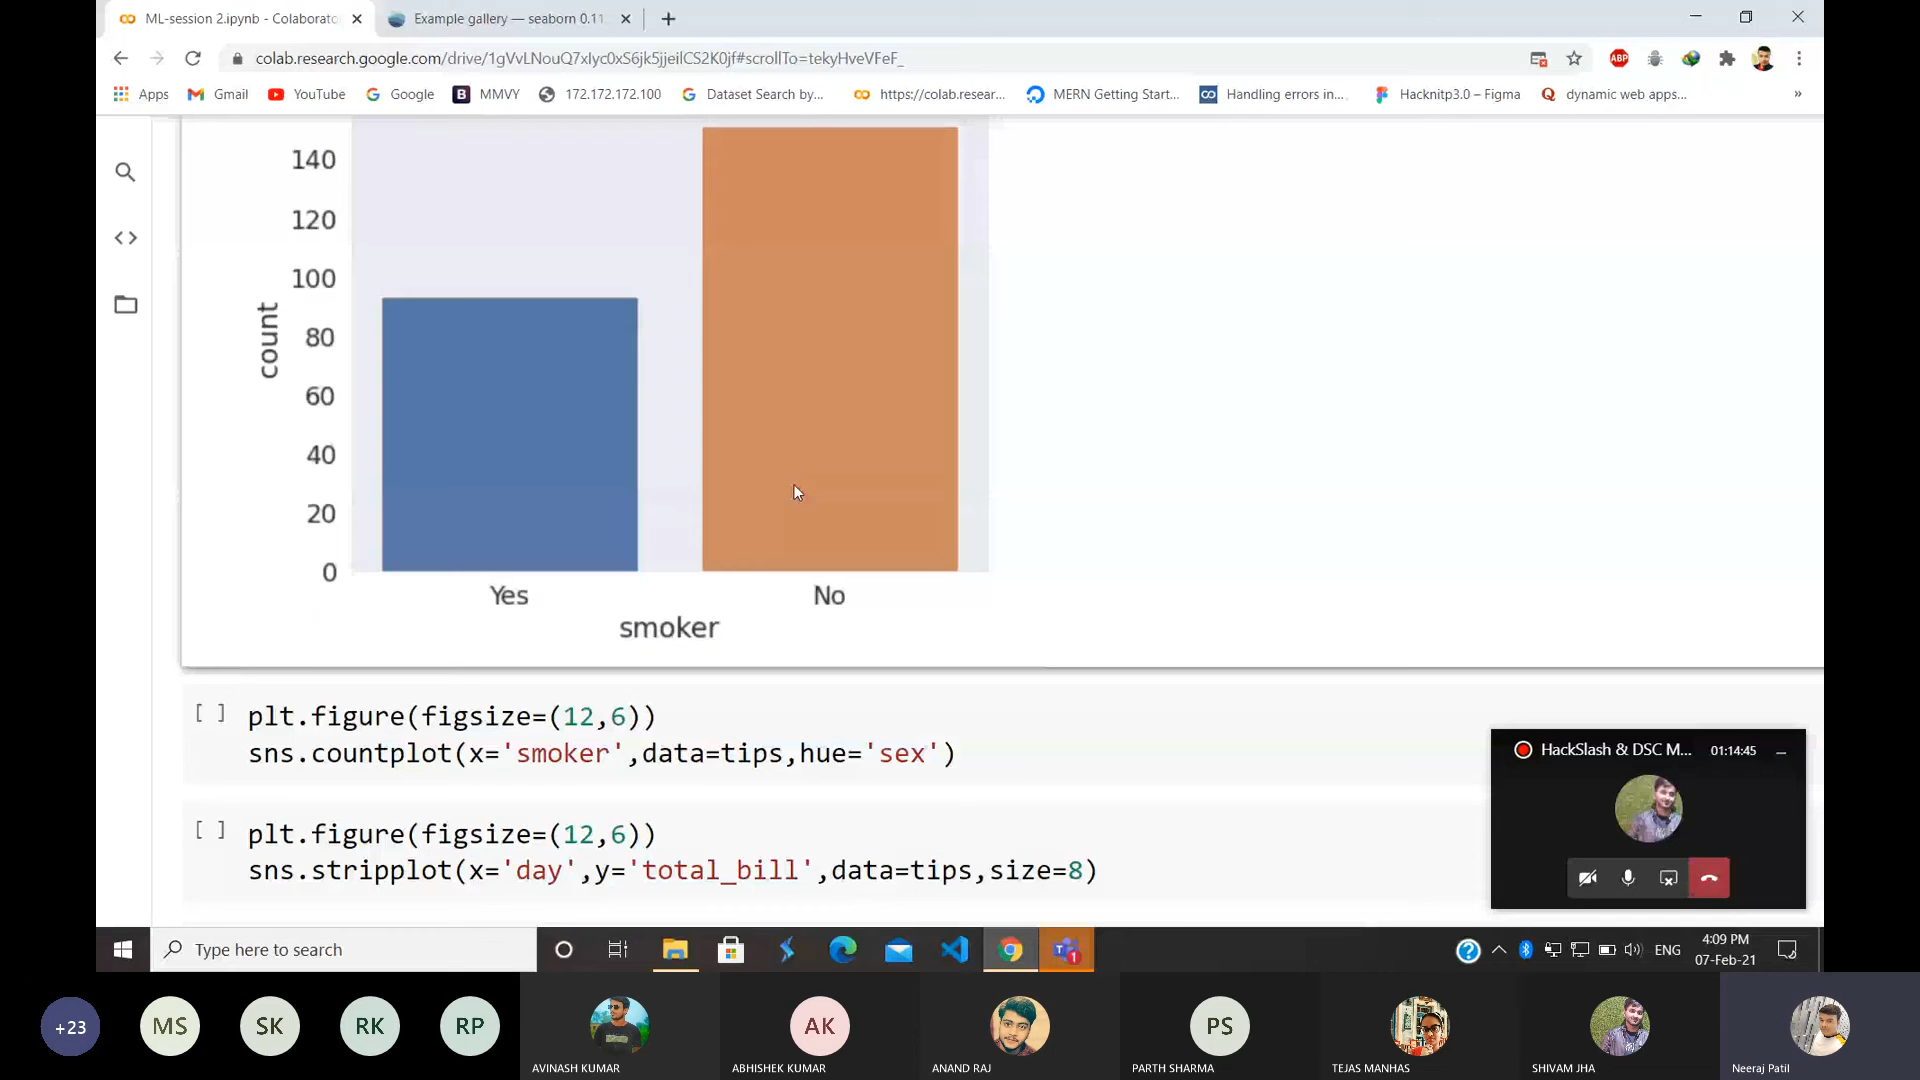 ML-session 2.ipynb - Colaborato
Example gallery — seaborn 0.11.
colab.research.google.com/drive/1gVvLNouQ7xlyc0xS6jk5jjeilCS2K0jf#scrollTo=tekyHveVFeF_
ABP
Apps
Gmail
YouTube
Google
B
MMVY
172.172.172.100
Dataset Search by...
https://colab.resear...
MERN Getting Start...
Handling errors in...
Hacknitp3.0 – Figma
dynamic web apps...
»
140
120
100
80
60
40
20
0
count
Yes
No
smoker
[ ]
plt.figure(figsize=(12,6))
sns.countplot(x='smoker',data=tips,hue='sex')
[ ]
plt.figure(figsize=(12,6))
sns.stripplot(x='day',y='total_bill',data=tips,size=8)
HackSlash & DSC M...
01:14:45
Type here to search
1
ENG
4:09 PM
07-Feb-21
+23
MS
SK
RK
RP
AK
PS
AVINASH KUMAR
ABHISHEK KUMAR
ANAND RAJ
PARTH SHARMA
TEJAS MANHAS
SHIVAM JHA
Neeraj Patil